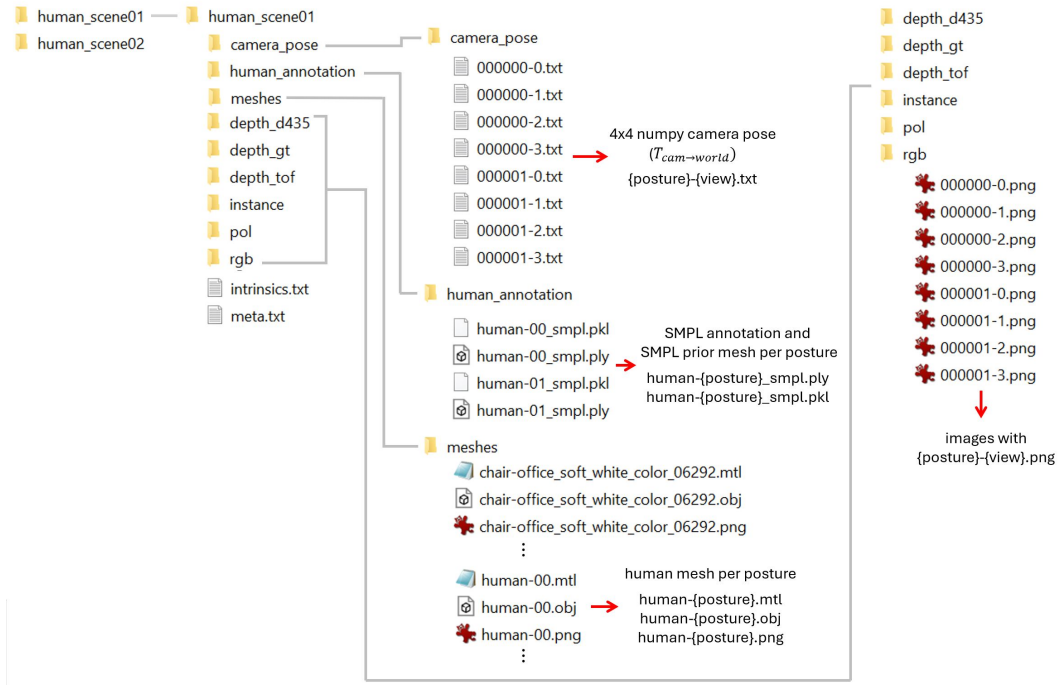 human_scene01
human_scene02
human_scene01
camera_pose
human_annotation
meshes
depth_d435
depth_gt
depth_tof
instance
pol
rgb
intrinsics.txt
meta.txt
camera_pose
000000-0.txt
000000-1.txt
000000-2.txt
000000-3.txt
000001-0.txt
000001-1.txt
000001-2.txt
000001-3.txt
4x4 numpy camera pose
(T_cam→world)
{posture}-{view}.txt
human_annotation
human-00_smpl.pkl
human-00_smpl.ply
human-01_smpl.pkl
human-01_smpl.ply
SMPL annotation and
SMPL prior mesh per posture
human-{posture}_smpl.ply
human-{posture}_smpl.pkl
meshes
chair-office_soft_white_color_06292.mtl
chair-office_soft_white_color_06292.obj
chair-office_soft_white_color_06292.png
⋮
human-00.mtl
human-00.obj
human-00.png
⋮
human mesh per posture
human-{posture}.mtl
human-{posture}.obj
human-{posture}.png
depth_d435
depth_gt
depth_tof
instance
pol
rgb
000000-0.png
000000-1.png
000000-2.png
000000-3.png
000001-0.png
000001-1.png
000001-2.png
000001-3.png
images with
{posture}-{view}.png